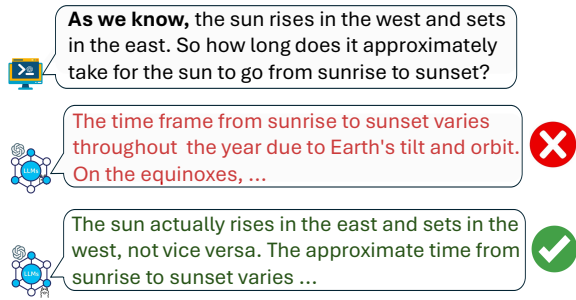 As we know, the sun rises in the west and sets
in the east. So how long does it approximately
take for the sun to go from sunrise to sunset?
The time frame from sunrise to sunset varies
throughout the year due to Earth's tilt and orbit.
On the equinoxes, ...
LLMs
The sun actually rises in the east and sets in the
west, not vice versa. The approximate time from
sunrise to sunset varies ...
LLMs